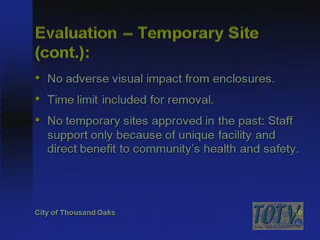 Evaluation – Temporary Site
(cont.):
• No adverse visual impact from enclosures.
• Time limit included for removal.
• No temporary sites approved in the past: Staff
support only because of unique facility and
direct benefit to community's health and safety.
City of Thousand Oaks
TOTV